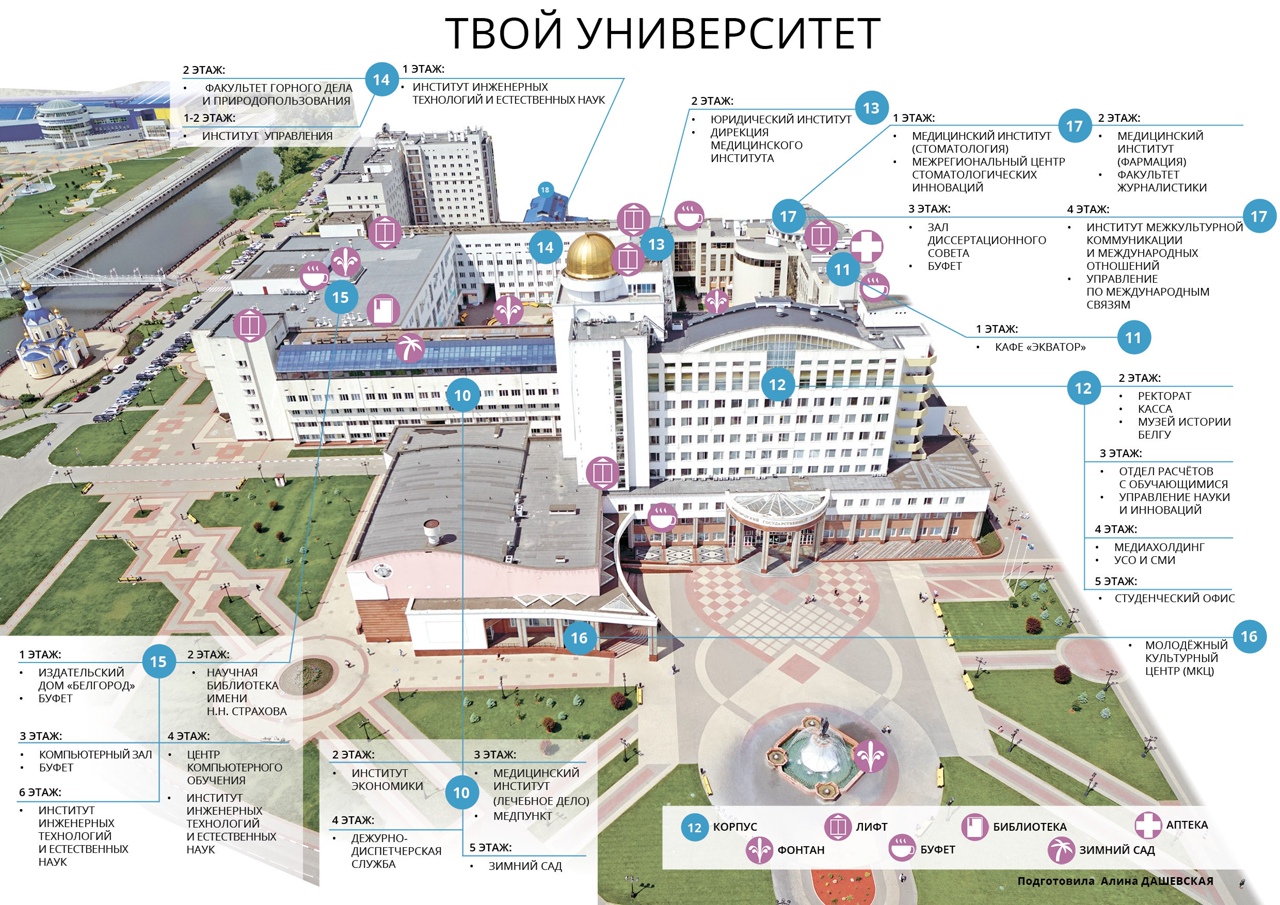 ТВОЙ УНИВЕРСИТЕТ
14
2 ЭТАЖ:
• ФАКУЛЬТЕТ ГОРНОГО ДЕЛА
И ПРИРОДОПОЛЬЗОВАНИЯ
1-2 ЭТАЖ:
• ИНСТИТУТ УПРАВЛЕНИЯ
1 ЭТАЖ:
• ИНСТИТУТ ИНЖЕНЕРНЫХ
ТЕХНОЛОГИЙ И ЕСТЕСТВЕННЫХ НАУК
13
2 ЭТАЖ:
• ЮРИДИЧЕСКИЙ ИНСТИТУТ
• ДИРЕКЦИЯ
МЕДИЦИНСКОГО
ИНСТИТУТА
17
1 ЭТАЖ:
• МЕДИЦИНСКИЙ ИНСТИТУТ
(СТОМАТОЛОГИЯ)
• МЕЖРЕГИОНАЛЬНЫЙ ЦЕНТР
СТОМАТОЛОГИЧЕСКИХ
ИННОВАЦИЙ
2 ЭТАЖ:
• МЕДИЦИНСКИЙ
ИНСТИТУТ
(ФАРМАЦИЯ)
• ФАКУЛЬТЕТ
ЖУРНАЛИСТИКИ
17
3 ЭТАЖ:
• ЗАЛ
ДИССЕРТАЦИОННОГО
СОВЕТА
• БУФЕТ
4 ЭТАЖ:
• ИНСТИТУТ МЕЖКУЛЬТУРНОЙ
КОММУНИКАЦИИ
И МЕЖДУНАРОДНЫХ
ОТНОШЕНИЙ
• УПРАВЛЕНИЕ
ПО МЕЖДУНАРОДНЫМ
СВЯЗЯМ
18
17
14
13
11
15
10
12
16
11
1 ЭТАЖ:
• КАФЕ «ЭКВАТОР»
12
2 ЭТАЖ:
• РЕКТОРАТ
• КАССА
• МУЗЕЙ ИСТОРИИ
БЕЛГУ
3 ЭТАЖ:
• ОТДЕЛ РАСЧЁТОВ
С ОБУЧАЮЩИМИСЯ
• УПРАВЛЕНИЕ НАУКИ
И ИННОВАЦИЙ
4 ЭТАЖ:
• МЕДИАХОЛДИНГ
• УСО И СМИ
5 ЭТАЖ:
• СТУДЕНЧЕСКИЙ ОФИС
16
• МОЛОДЁЖНЫЙ
КУЛЬТУРНЫЙ
ЦЕНТР (МКЦ)
15
1 ЭТАЖ:
• ИЗДАТЕЛЬСКИЙ
ДОМ «БЕЛГОРОД»
• БУФЕТ
2 ЭТАЖ:
• НАУЧНАЯ
БИБЛИОТЕКА
ИМЕНИ
Н.Н. СТРАХОВА
3 ЭТАЖ:
• КОМПЬЮТЕРНЫЙ ЗАЛ
• БУФЕТ
4 ЭТАЖ:
• ЦЕНТР
КОМПЬЮТЕРНОГО
ОБУЧЕНИЯ
• ИНСТИТУТ
ИНЖЕНЕРНЫХ
ТЕХНОЛОГИЙ
И ЕСТЕСТВЕННЫХ
НАУК
6 ЭТАЖ:
• ИНСТИТУТ
ИНЖЕНЕРНЫХ
ТЕХНОЛОГИЙ
И ЕСТЕСТВЕННЫХ
НАУК
10
2 ЭТАЖ:
• ИНСТИТУТ
ЭКОНОМИКИ
3 ЭТАЖ:
• МЕДИЦИНСКИЙ
ИНСТИТУТ
(ЛЕЧЕБНОЕ ДЕЛО)
• МЕДПУНКТ
4 ЭТАЖ:
• ДЕЖУРНО-
ДИСПЕТЧЕРСКАЯ
СЛУЖБА
5 ЭТАЖ:
• ЗИМНИЙ САД
12 КОРПУС
ЛИФТ
БИБЛИОТЕКА
АПТЕКА
ФОНТАН
БУФЕТ
ЗИМНИЙ САД
Подготовила Алина ДАШЕВСКАЯ